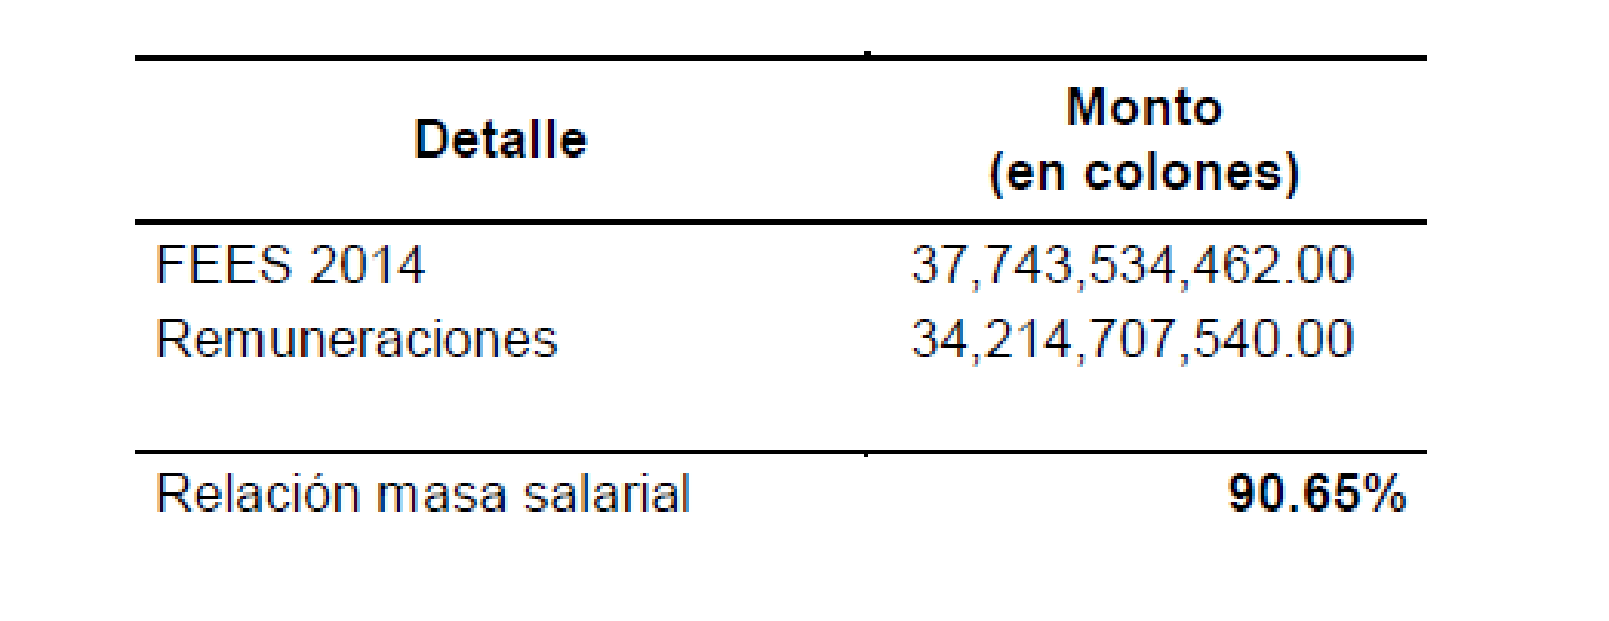 Detalle
Monto
(en colones)
FEES 2014 37,743,534,462.00
Remuneraciones 34,214,707,540.00
Relación masa salarial 90.65%